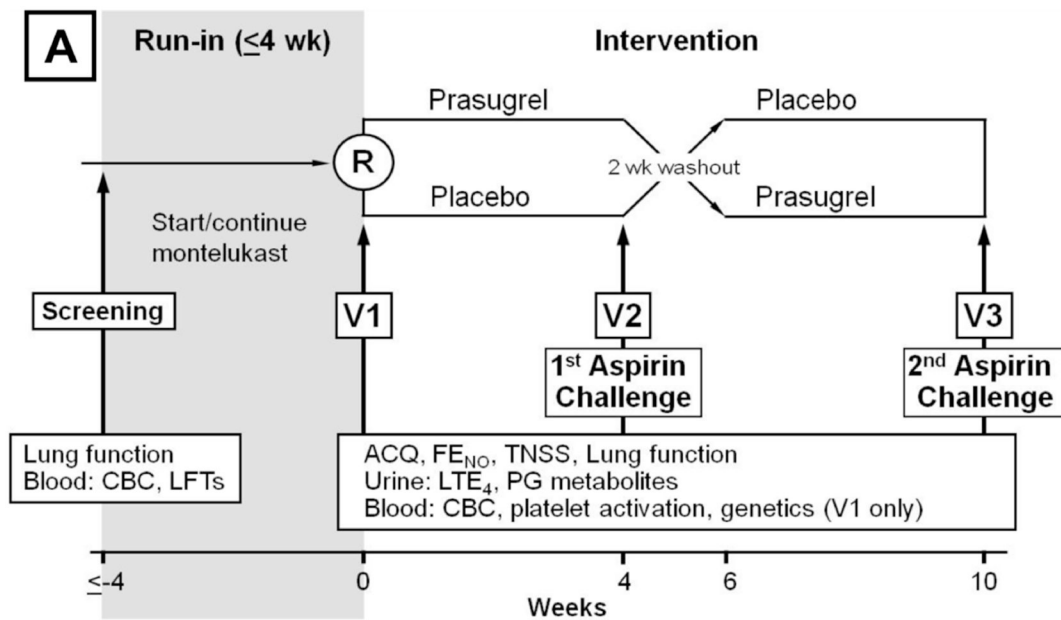 A
Run-in (≤4 wk)
Intervention
Prasugrel
Placebo
R
2 wk washout
Placebo
Prasugrel
Start/continue
montelukast
Screening
V1
V2
V3
1st Aspirin
Challenge
2nd Aspirin
Challenge
Lung function
Blood: CBC, LFTs
ACQ, FENO, TNSS, Lung function
Urine: LTE4, PG metabolites
Blood: CBC, platelet activation, genetics (V1 only)
≤-4 0 4 6 10
Weeks